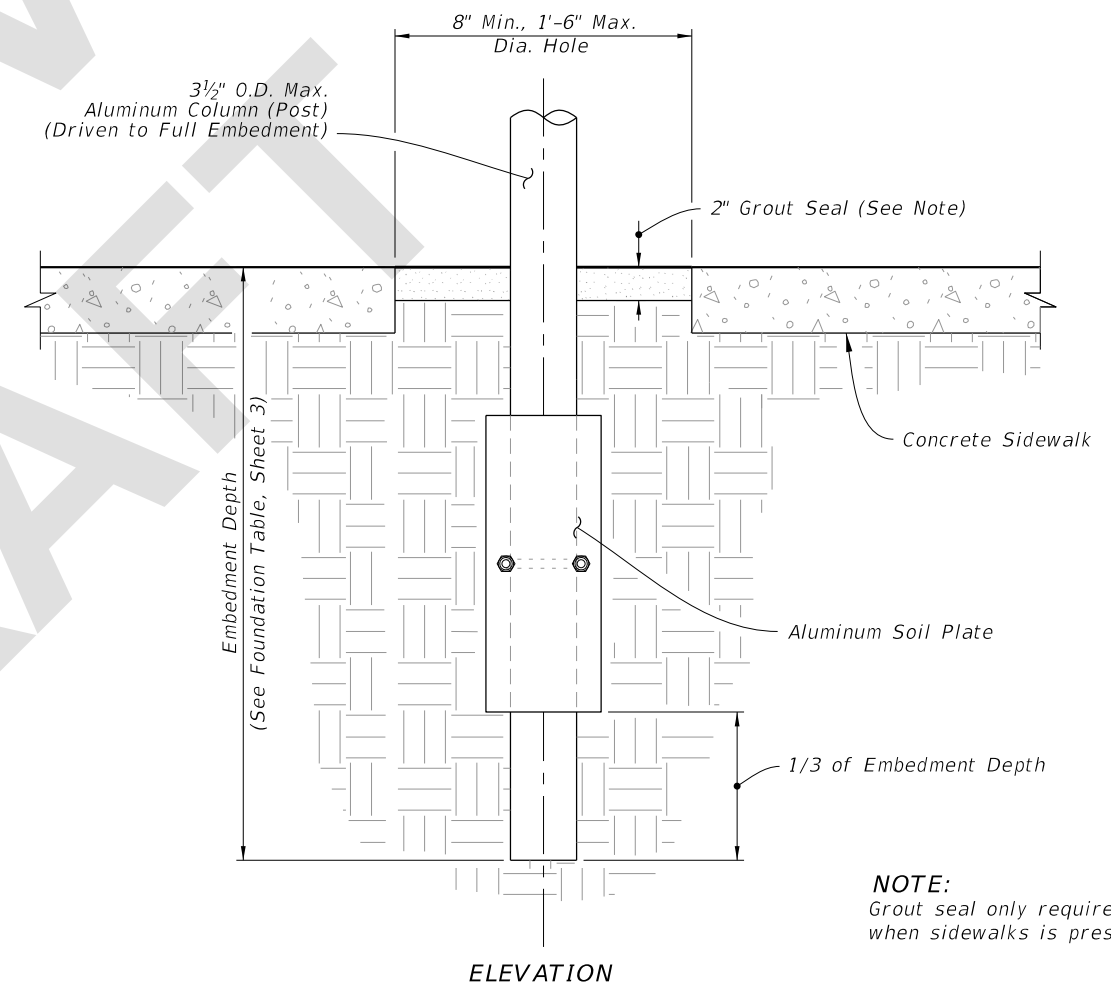 8" Min., 1'-6" Max.
Dia. Hole
3½" O.D. Max.
Aluminum Column (Post)
(Driven to Full Embedment)
2" Grout Seal (See Note)
Concrete Sidewalk
Embedment Depth
(See Foundation Table, Sheet 3)
Aluminum Soil Plate
1/3 of Embedment Depth
NOTE:
Grout seal only require
when sidewalks is pres
ELEVATION